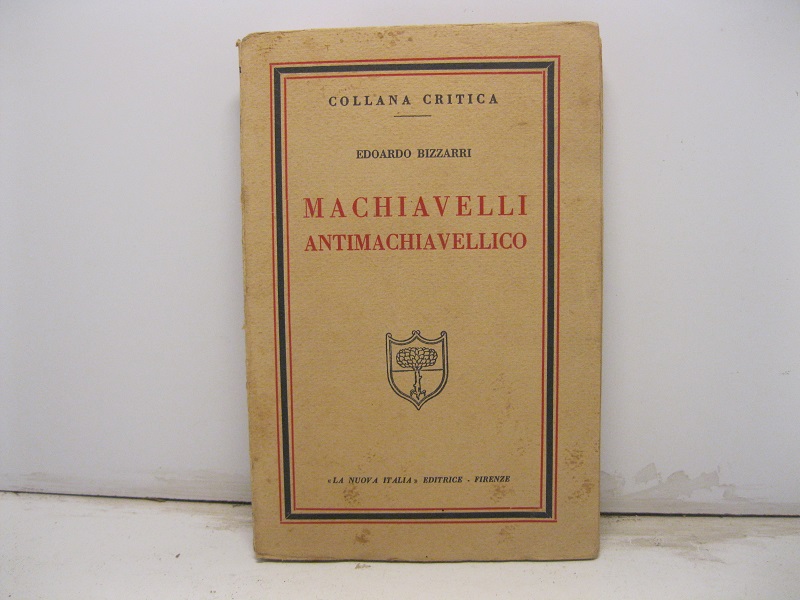 COLLANA CRITICA
EDOARDO BIZZARRI
MACHIAVELLI
ANTIMACHIAVELLICO
«LA NUOVA ITALIA» EDITRICE - FIRENZE